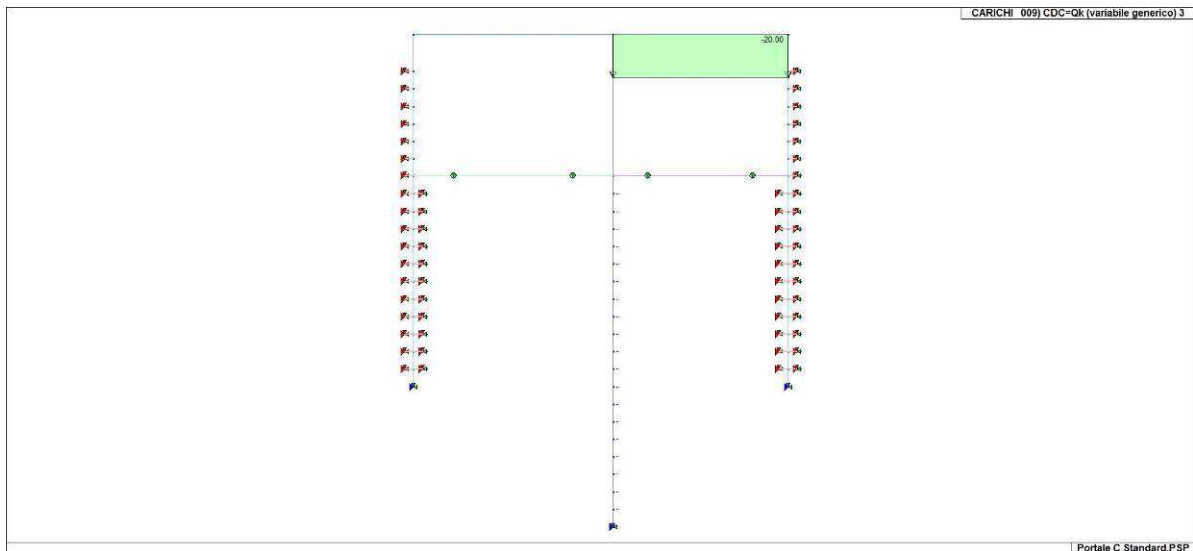 CARICHI 009) CDC=Qk (variabile generico) 3
-20.00
Portale C Standard.PSP